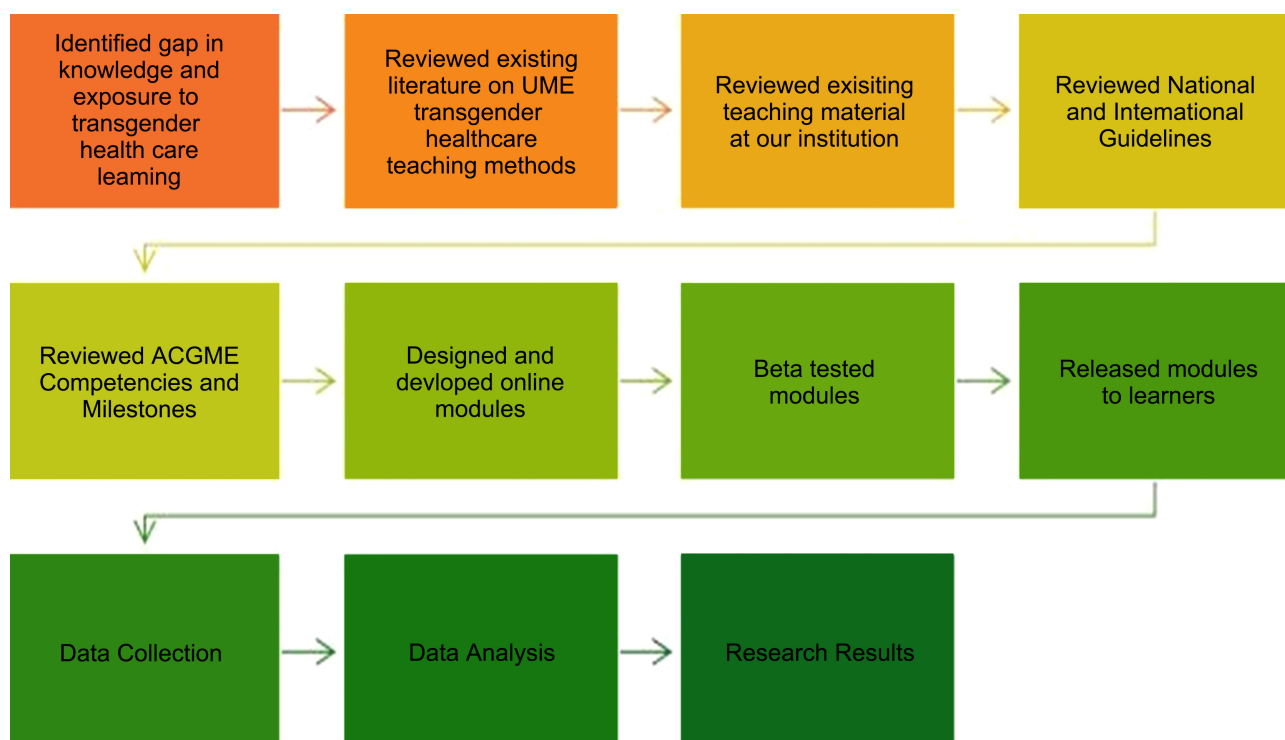 Identified gap in
knowledge and
exposure to
transgender
health care
leaming
Reviewed existing
literature on UME
transgender
healthcare
teaching methods
Reviewed exisiting
teaching material
at our institution
Reviewed National
and International
Guidelines
Reviewed ACGME
Competencies and
Milestones
Designed and
devloped online
modules
Beta tested
modules
Released modules
to learners
Data Collection
Data Analysis
Research Results